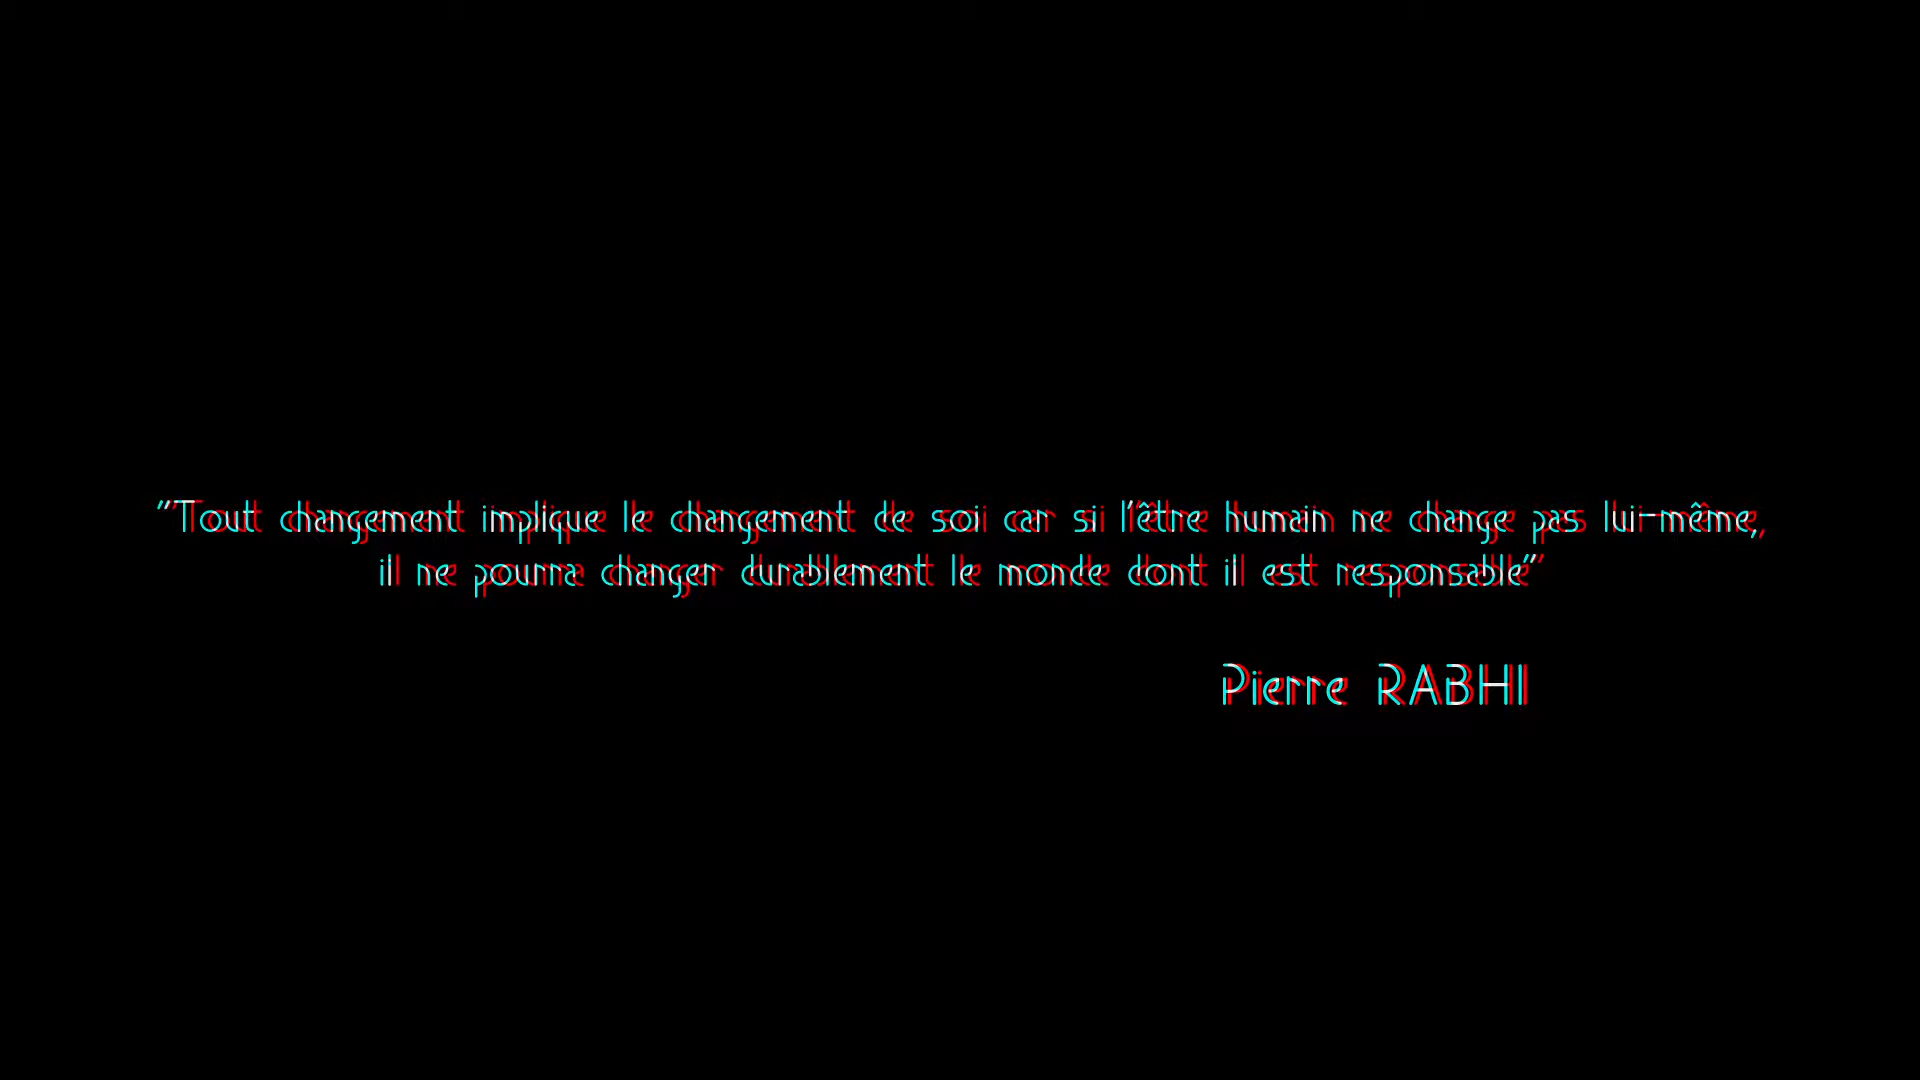 "Tout changement implique le changement de soi car si l'être humain ne change pas lui-même,
il ne pourra changer durablement le monde dont il est responsable"
Pierre RABHI